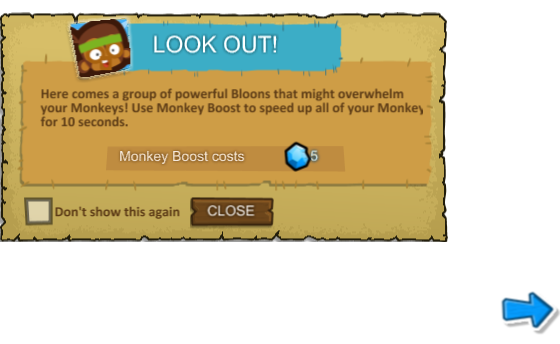 LOOK OUT!
Here comes a group of powerful Bloons that might overwhelm
your Monkeys! Use Monkey Boost to speed up all of your Monkey
for 10 seconds.
Monkey Boost costs 5
Don't show this again CLOSE